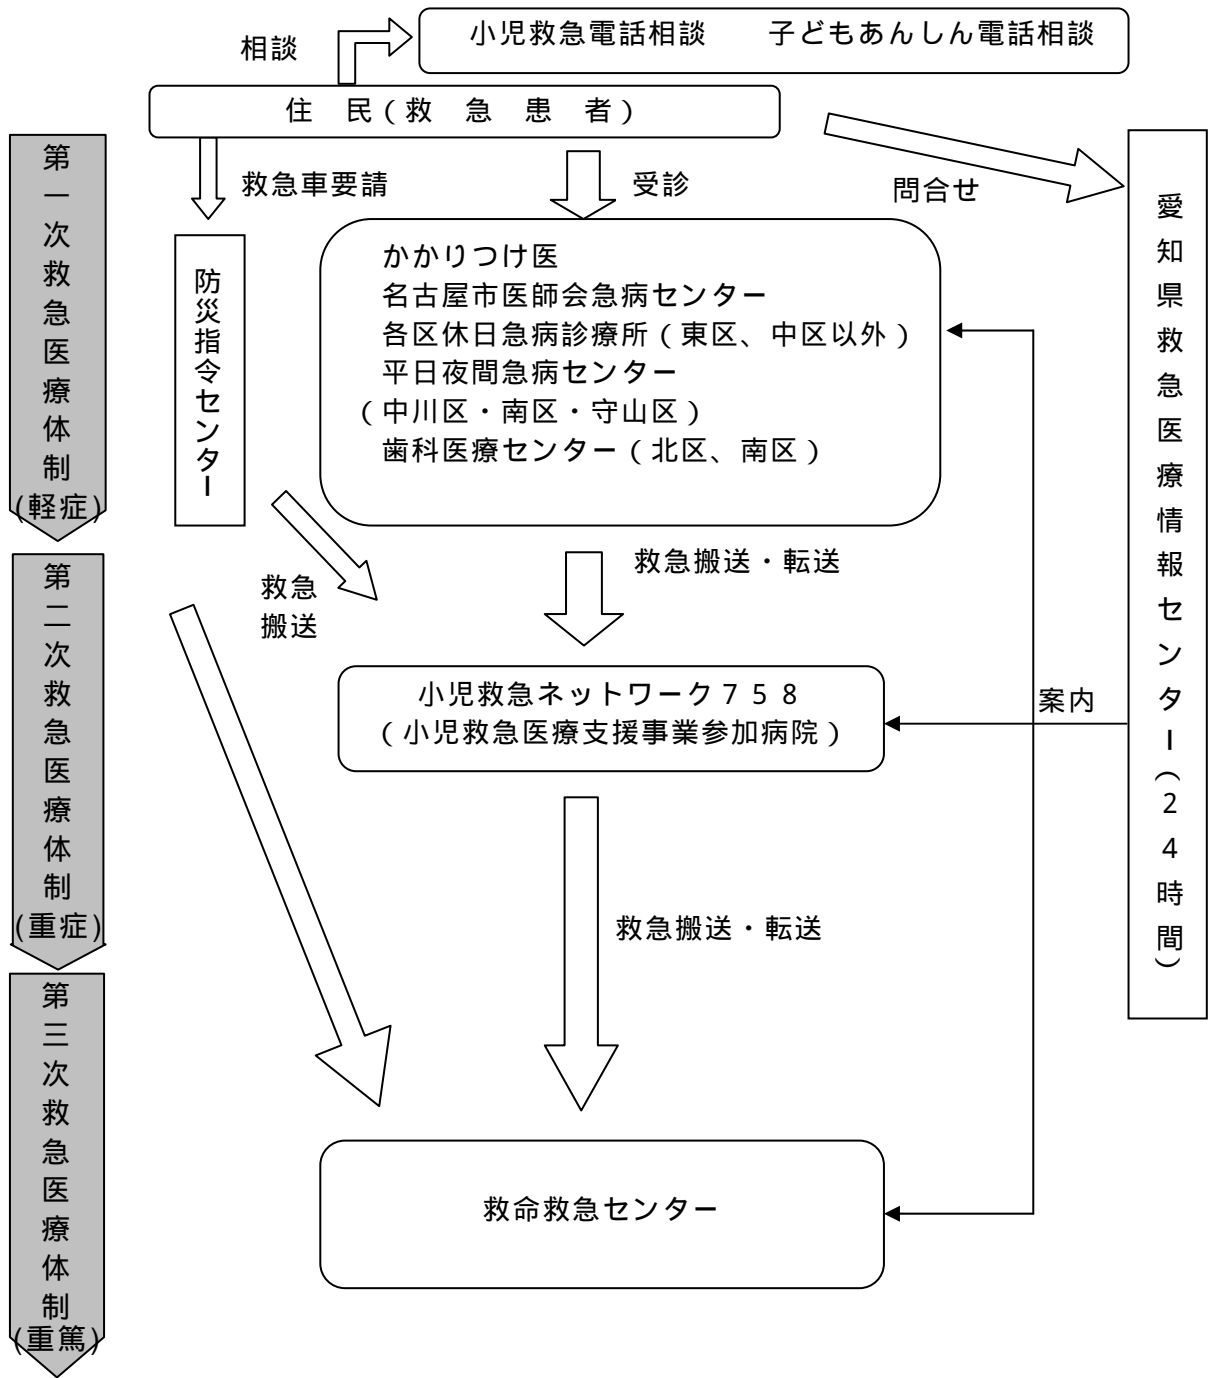 小児救急電話相談　　子どもあんしん電話相談
相談
住　民（救　急　患　者）
救急車要請
受診
問合せ
第一次救急医療体制
(軽症)
防災指令センター
かかりつけ医
名古屋市医師会急病センター
各区休日急病診療所（東区、中区以外）
平日夜間急病センター
（中川区・南区・守山区）
歯科医療センター（北区、南区）
愛知県救急医療情報センター(２４時間)
救急
搬送
救急搬送・転送
第二次救急医療体制
(重症)
小児救急ネットワーク７５８
（小児救急医療支援事業参加病院）
案内
救急搬送・転送
第三次救急医療体制
(重篤)
救命救急センター